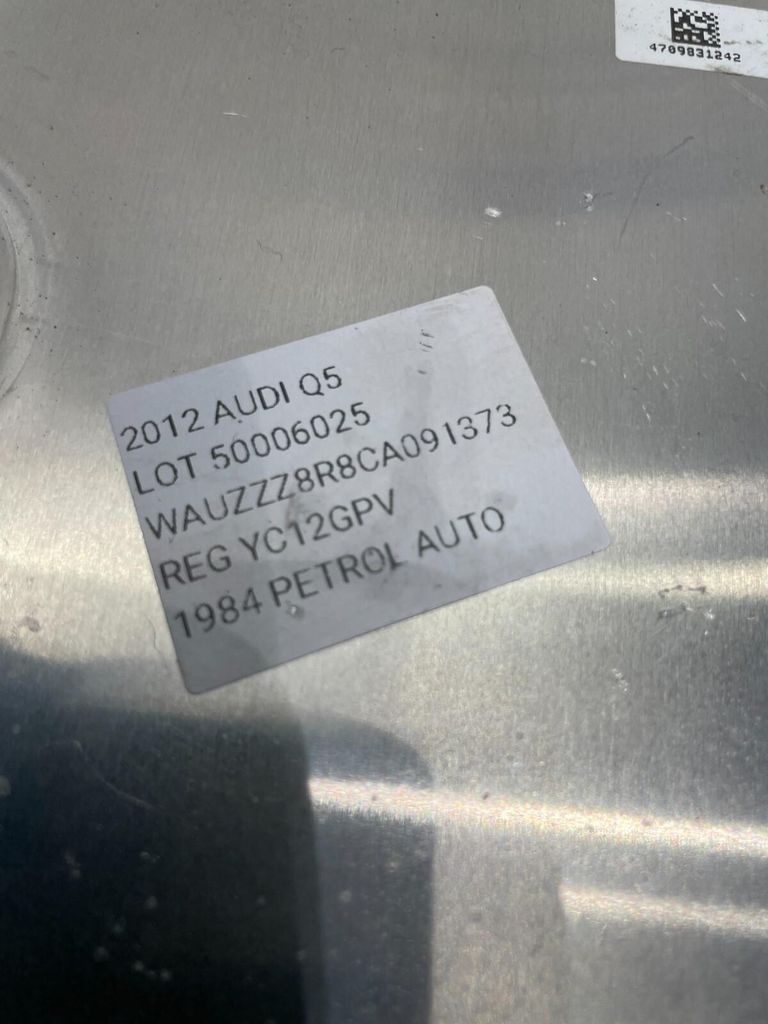 4709831242
2012 AUDI Q5
LOT 50006025
WAUZZZ8R8CA091373
REG YC12GPV
1984 PETROL AUTO